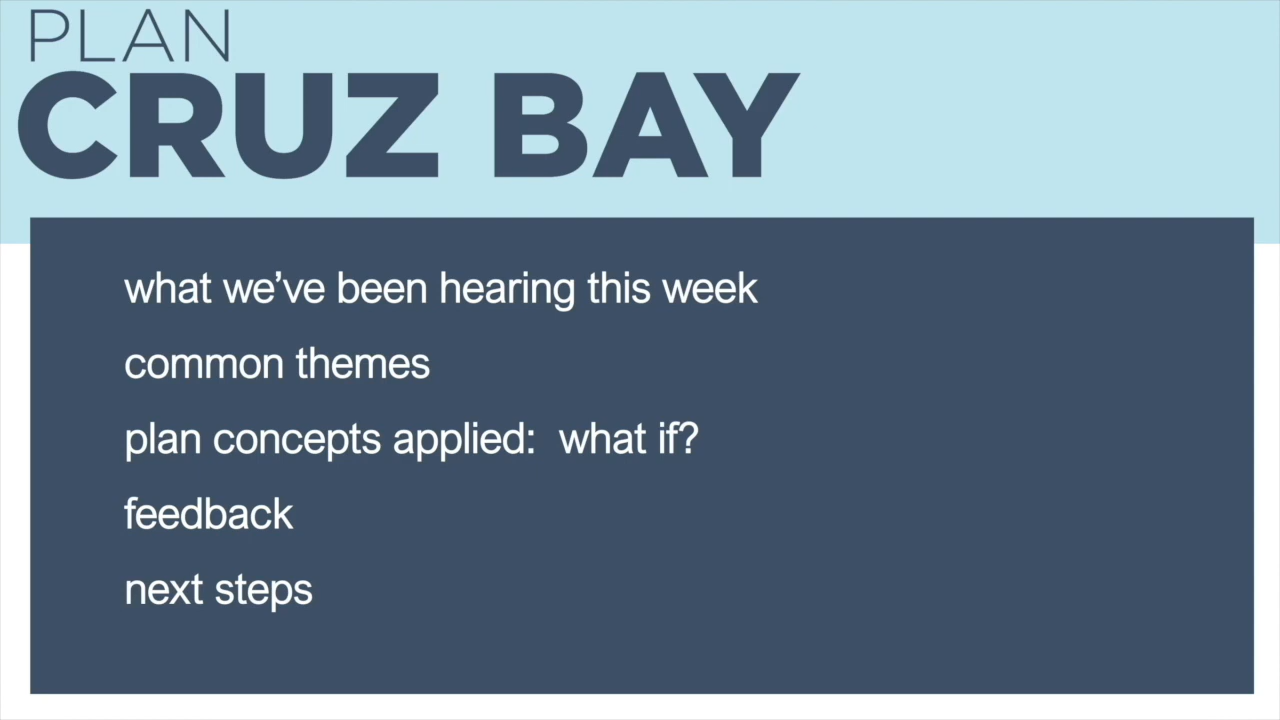 PLAN
CRUZ BAY
what we’ve been hearing this week
common themes
plan concepts applied:  what if?
feedback
next steps